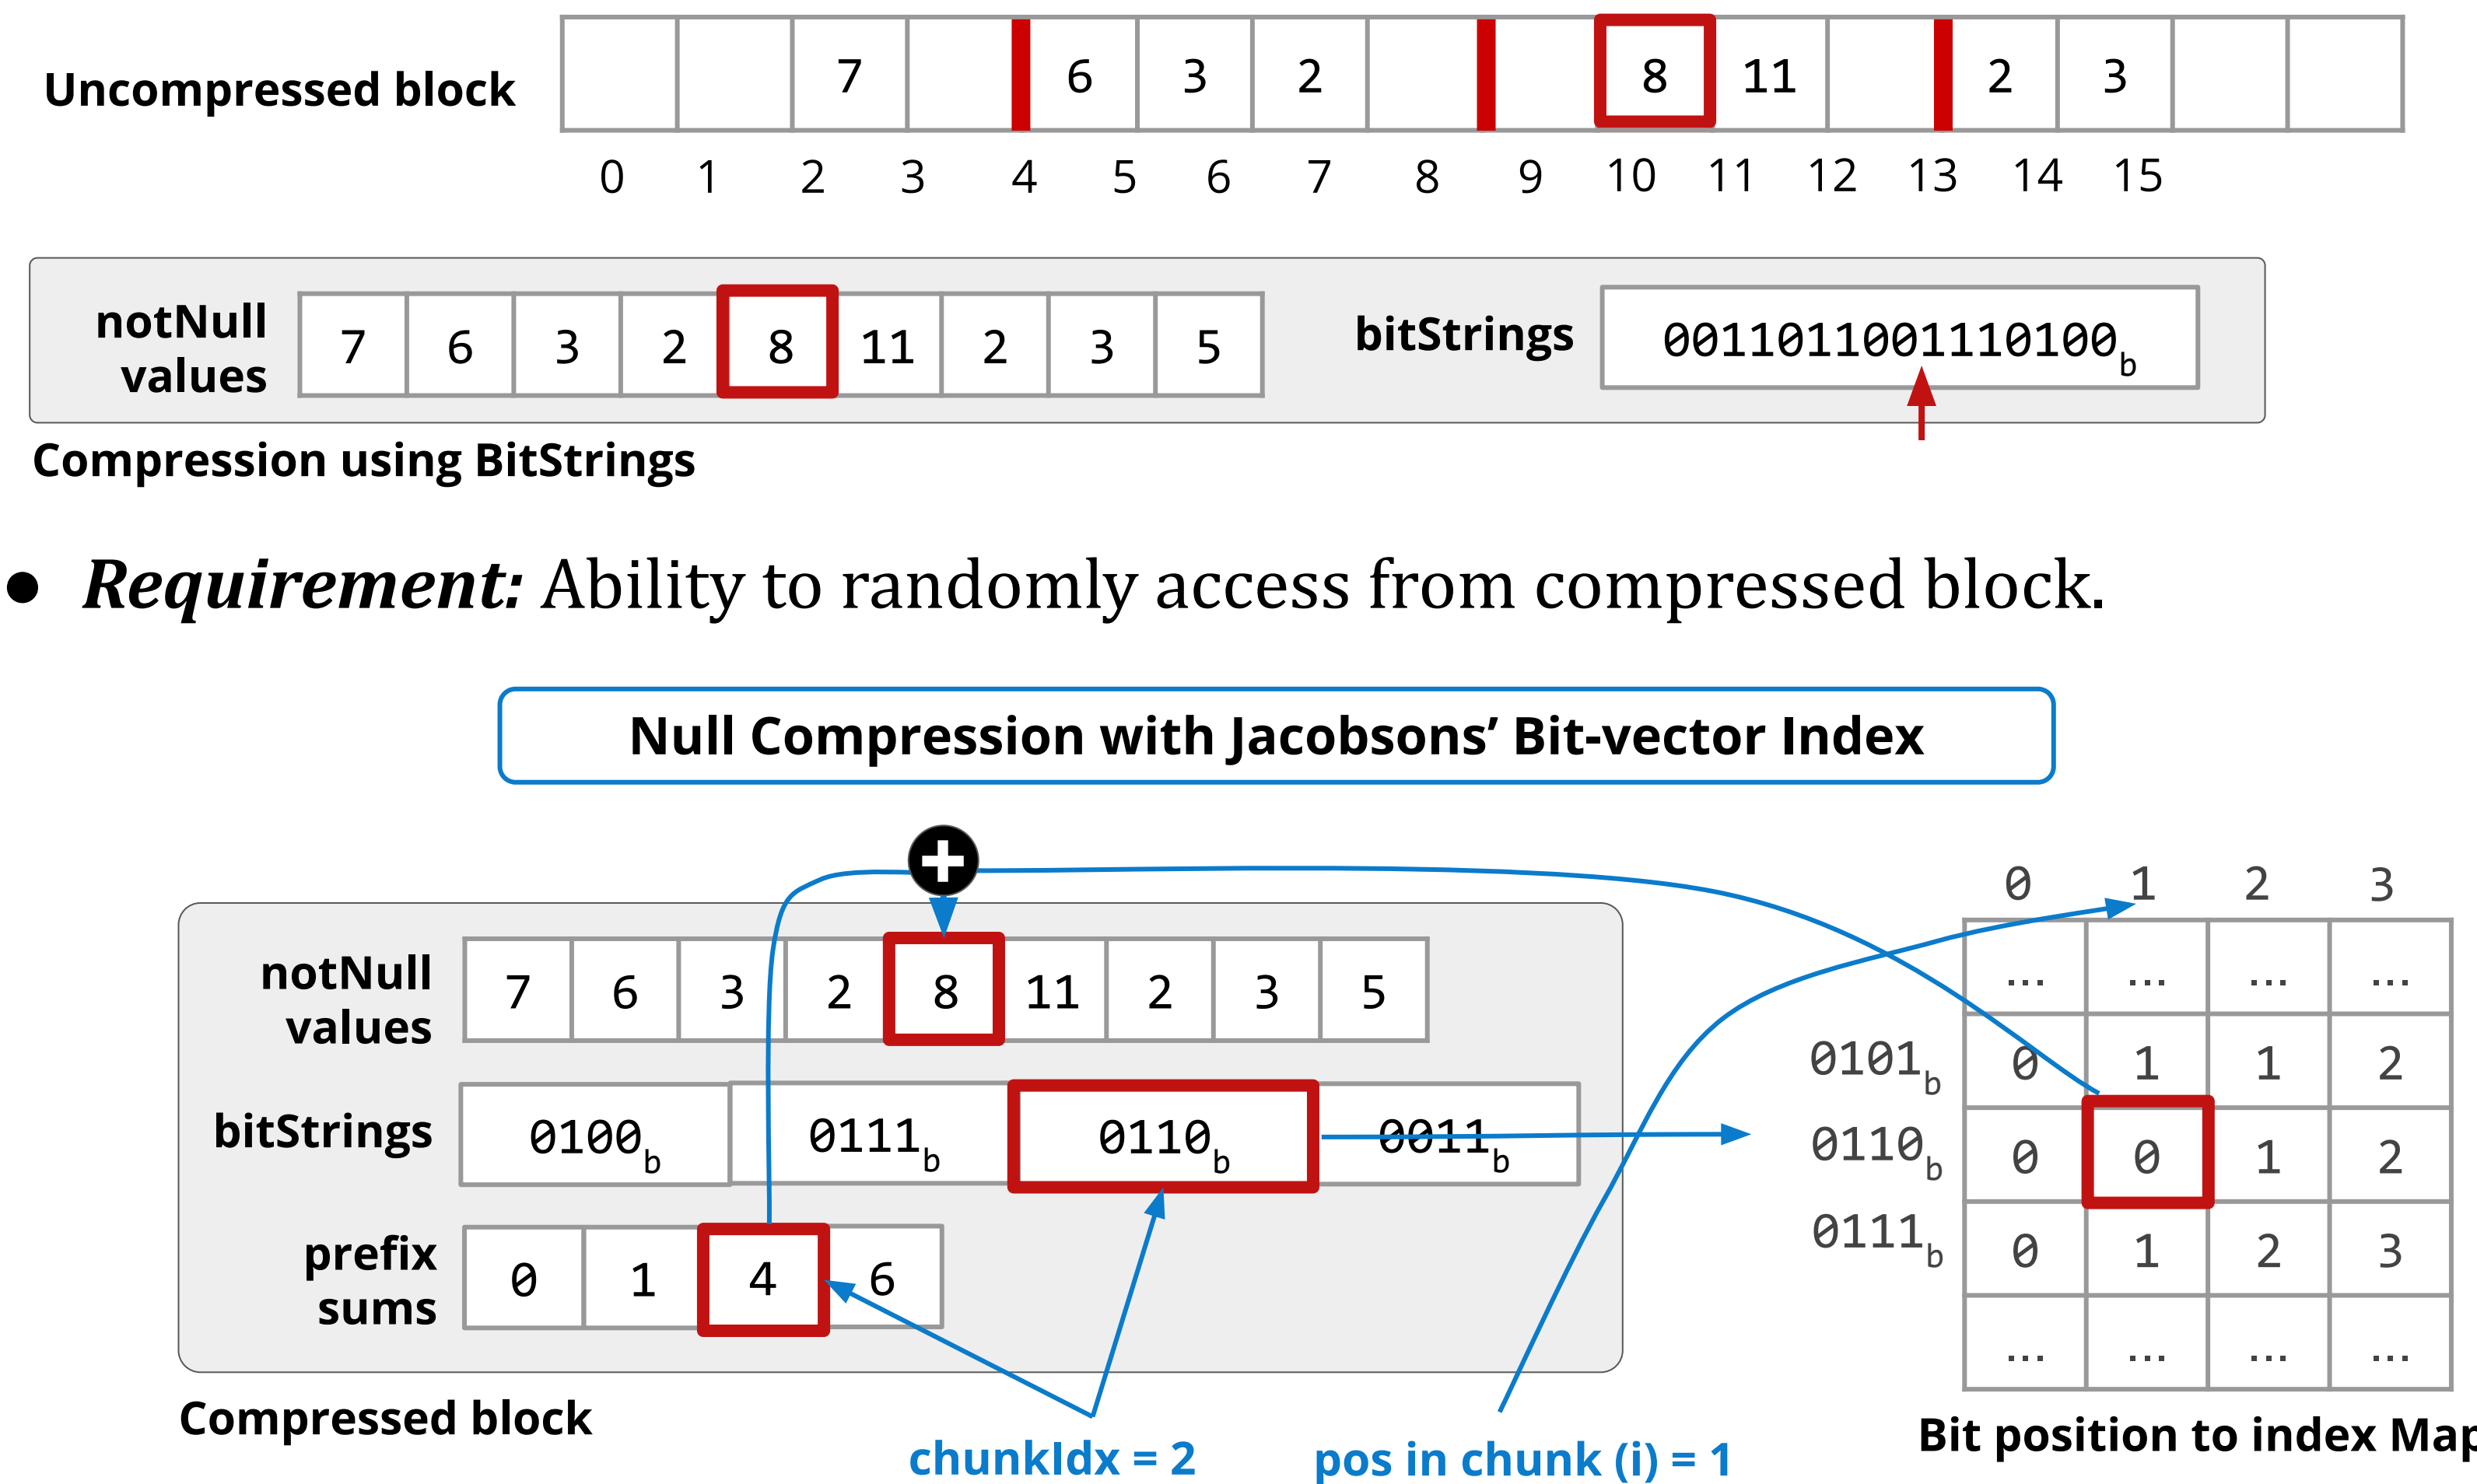 Uncompressed block
7 6 3 2 8 11 2 3
0 1 2 3 4 5 6 7 8 9 10 11 12 13 14 15
notNull
values
7 6 3 2 8 11 2 3 5
bitStrings
0011011001110100b
Compression using BitStrings
● Requirement: Ability to randomly access from compressed block.
Null Compression with Jacobsons’ Bit-vector Index
notNull
values
7 6 3 2 8 11 2 3 5
bitStrings
0100b 0111b 0110b 0011b
prefix
sums
0 1 4 6
Compressed block
chunkIdx = 2
pos in chunk (i) = 1
0 1 2 3
... ... ... ...
0101b 0 1 1 2
0110b 0 0 1 2
0111b 0 1 2 3
... ... ... ...
Bit position to index Map